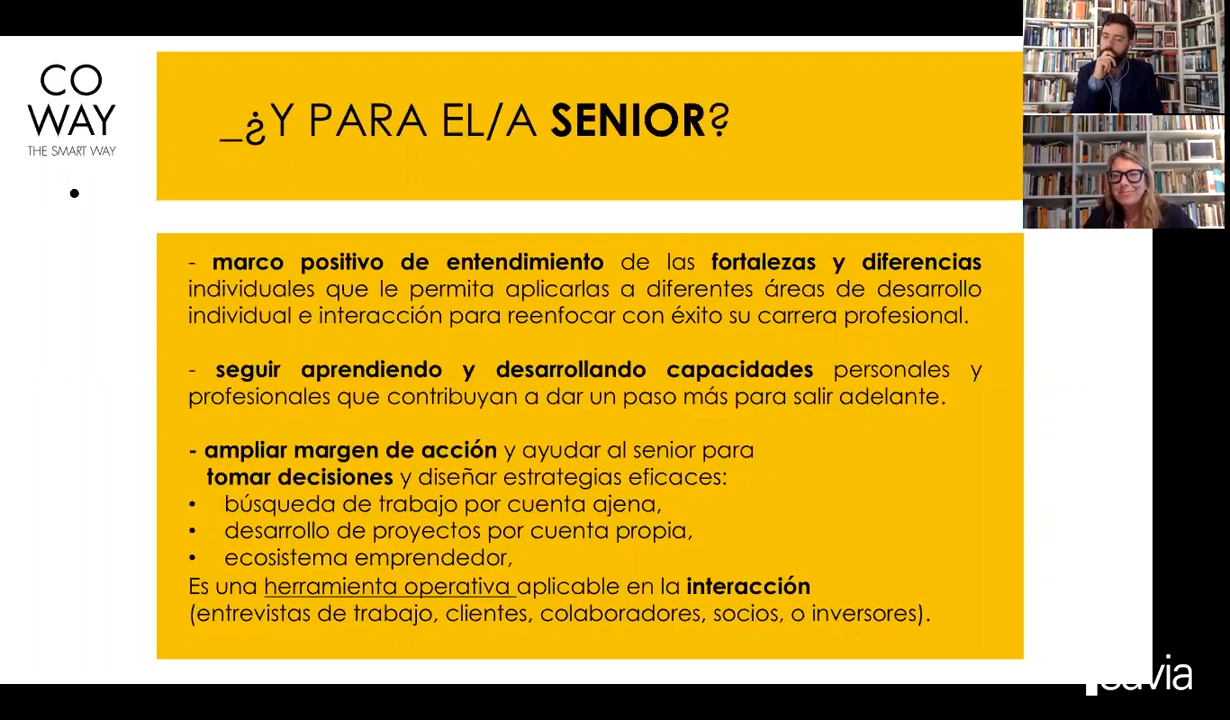 CO
WAY
THE SMART WAY
_¿Y PARA EL/A SENIOR?
- marco positivo de entendimiento de las fortalezas y diferencias
individuales que le permita aplicarlas a diferentes áreas de desarrollo
individual e interacción para reenfocar con éxito su carrera profesional.
- seguir aprendiendo y desarrollando capacidades personales y
profesionales que contribuyan a dar un paso más para salir adelante.
- ampliar margen de acción y ayudar al senior para
tomar decisiones y diseñar estrategias eficaces:
• búsqueda de trabajo por cuenta ajena,
• desarrollo de proyectos por cuenta propia,
• ecosistema emprendedor,
Es una herramienta operativa aplicable en la interacción
(entrevistas de trabajo, clientes, colaboradores, socios, o inversores).